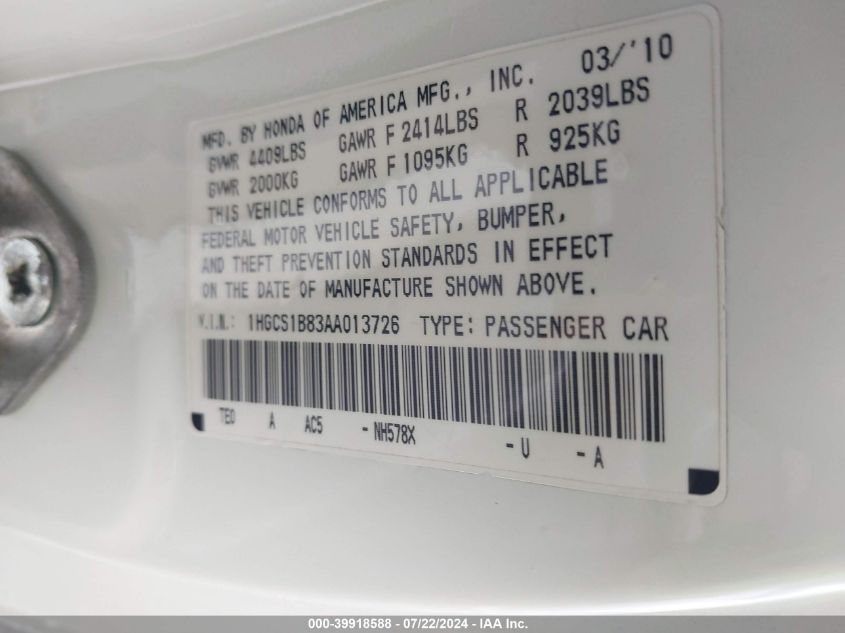 MFD. BY HONDA OF AMERICA MFG., INC. 03/'10
GVWR 4409LBS GAWR F 2414LBS R 2039LBS
GVWR 2000KG GAWR F 1095KG R 925KG
THIS VEHICLE CONFORMS TO ALL APPLICABLE
FEDERAL MOTOR VEHICLE SAFETY, BUMPER,
AND THEFT PREVENTION STANDARDS IN EFFECT
ON THE DATE OF MANUFACTURE SHOWN ABOVE.
V.I.N.: 1HGCS1B83AA013726 TYPE: PASSENGER CAR
TE0 A AC5 - NH578X - U - A
000-39918588 - 07/22/2024 - IAA Inc.